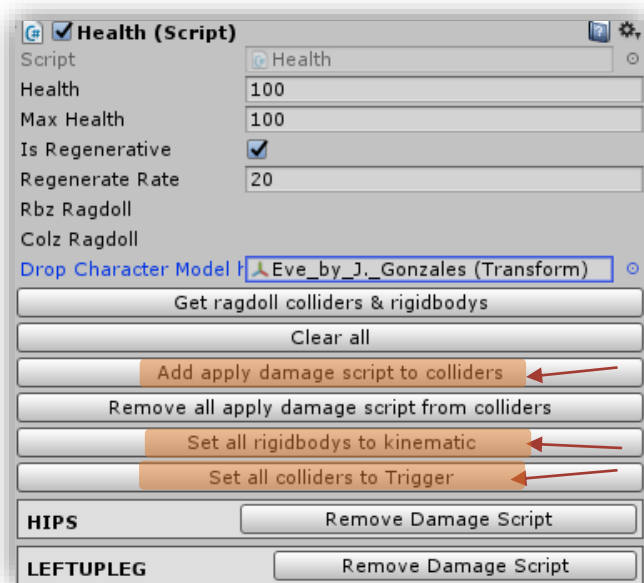 Health (Script)
Script Health
Health 100
Max Health 100
Is Regenerative
Regenerate Rate 20
Rbz Ragdoll
Colz Ragdoll
Drop Character Model h Eve_by_J._Gonzales (Transform)
Get ragdoll colliders & rigidbodys
Clear all
Add apply damage script to colliders
Remove all apply damage script from colliders
Set all rigidbodys to kinematic
Set all colliders to Trigger
HIPS Remove Damage Script
LEFTUPLEG Remove Damage Script